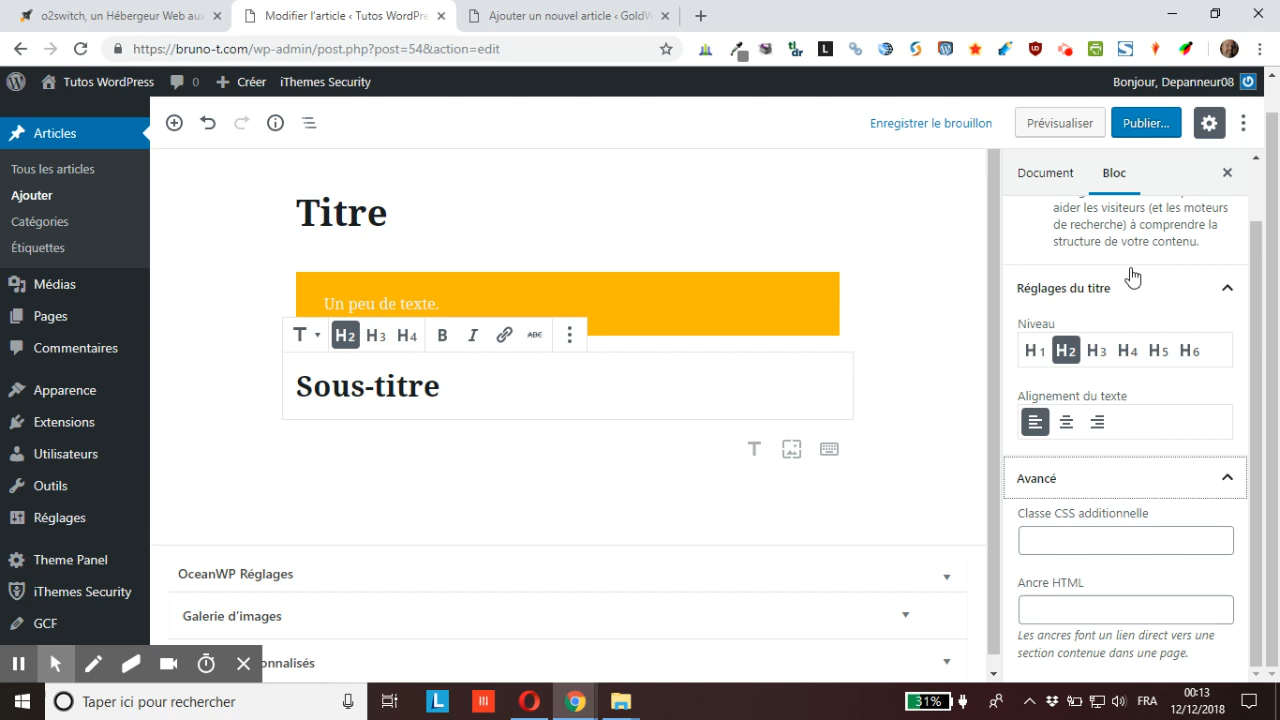 o2switch, un Hébergeur Web aux
Modifier l'article ‹ Tutos WordPre
Ajouter un nouvel article ‹ GoldW
https://bruno-t.com/wp-admin/post.php?post=54&action=edit
Tutos WordPress
0
Créer
iThemes Security
Bonjour, Depanneur08
Articles
Tous les articles
Ajouter
Catégories
Étiquettes
Médias
Pages
Commentaires
Apparence
Extensions
Utilisateurs
Outils
Réglages
Theme Panel
iThemes Security
GCF
Enregistrer le brouillon
Prévisualiser
Publier...
Titre
Un peu de texte.
T
H2 H3 H4 B I ABC
Sous-titre
T
OceanWP Réglages
Galerie d'images
onnalisés
Document
Bloc
aider les visiteurs (et les moteurs
de recherche) à comprendre la
structure de votre contenu.
Réglages du titre
Niveau
H1 H2 H3 H4 H5 H6
Alignement du texte
Avancé
Classe CSS additionnelle
Ancre HTML
Les ancres font un lien direct vers une
section contenue dans une page.
Taper ici pour rechercher
L
31%
FRA
00:13
12/12/2018